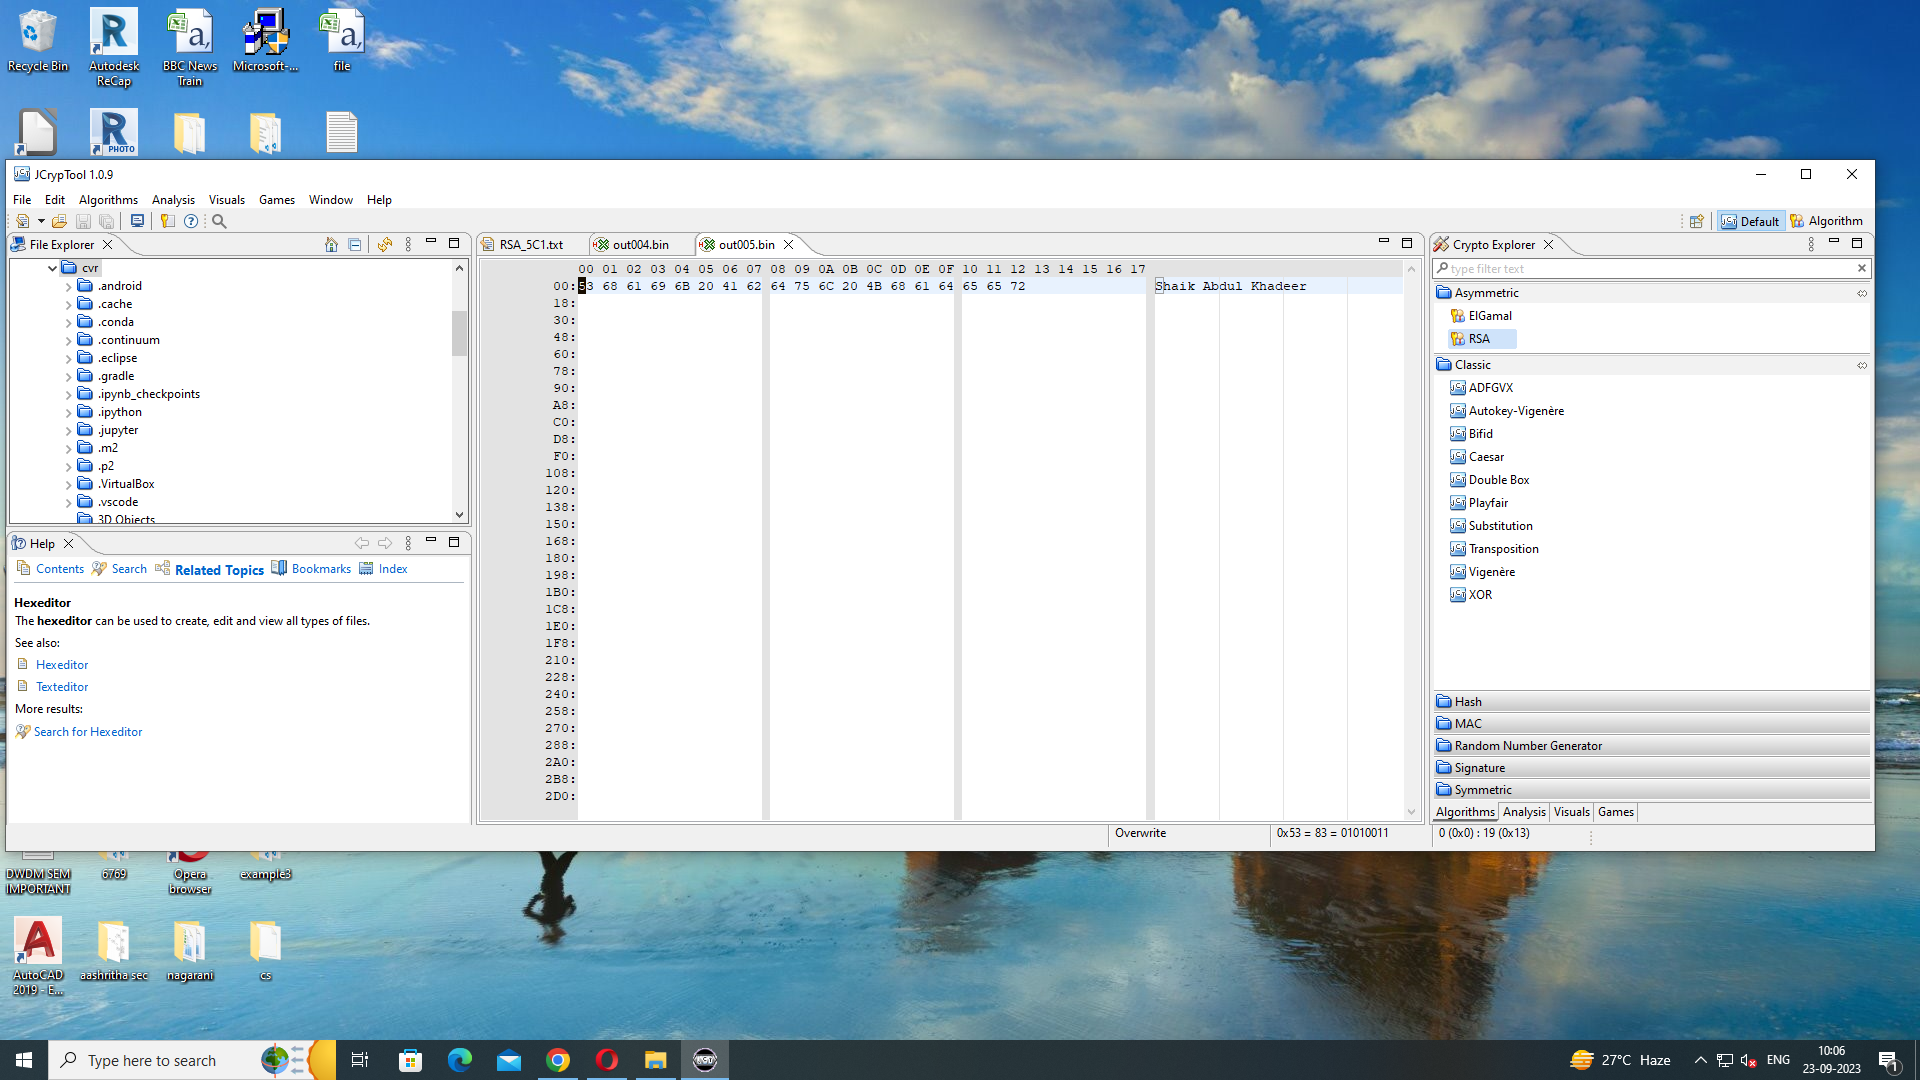 Recycle Bin
Autodesk ReCap
BBC News Train
Microsoft-...
file
PHOTO
JCrypTool 1.0.9
File Edit Algorithms Analysis Visuals Games Window Help
Default Algorithm
File Explorer
cvr
.android
.cache
.conda
.continuum
.eclipse
.gradle
.ipynb_checkpoints
.ipython
.jupyter
.m2
.p2
.VirtualBox
.vscode
3D Objects
Help
Contents Search Related Topics Bookmarks Index
Hexeditor
The hexeditor can be used to create, edit and view all types of files.
See also:
Hexeditor
Texteditor
More results:
Search for Hexeditor
RSA_5C1.txt out004.bin out005.bin
00 01 02 03 04 05 06 07 08 09 0A 0B 0C 0D 0E 0F 10 11 12 13 14 15 16 17
00: 53 68 61 69 6B 20 41 62 64 75 6C 20 4B 68 61 64 65 65 72 Shaik Abdul Khadeer
18:
30:
48:
60:
78:
90:
A8:
C0:
D8:
F0:
108:
120:
138:
150:
168:
180:
198:
1B0:
1C8:
1E0:
1F8:
210:
228:
240:
258:
270:
288:
2A0:
2B8:
2D0:
Crypto Explorer
type filter text
Asymmetric
ElGamal
RSA
Classic
ADFGVX
Autokey-Vigenère
Bifid
Caesar
Double Box
Playfair
Substitution
Transposition
Vigenère
XOR
Hash
MAC
Random Number Generator
Signature
Symmetric
Algorithms Analysis Visuals Games
Overwrite 0x53 = 83 = 01010011 0 (0x0) : 19 (0x13)
DWDM SEM IMPORTANT
6769
Opera browser
example3
AutoCAD 2019 - E...
aashritha sec
nagarani
cs
Type here to search
27°C Haze
ENG
10:06
23-09-2023
1